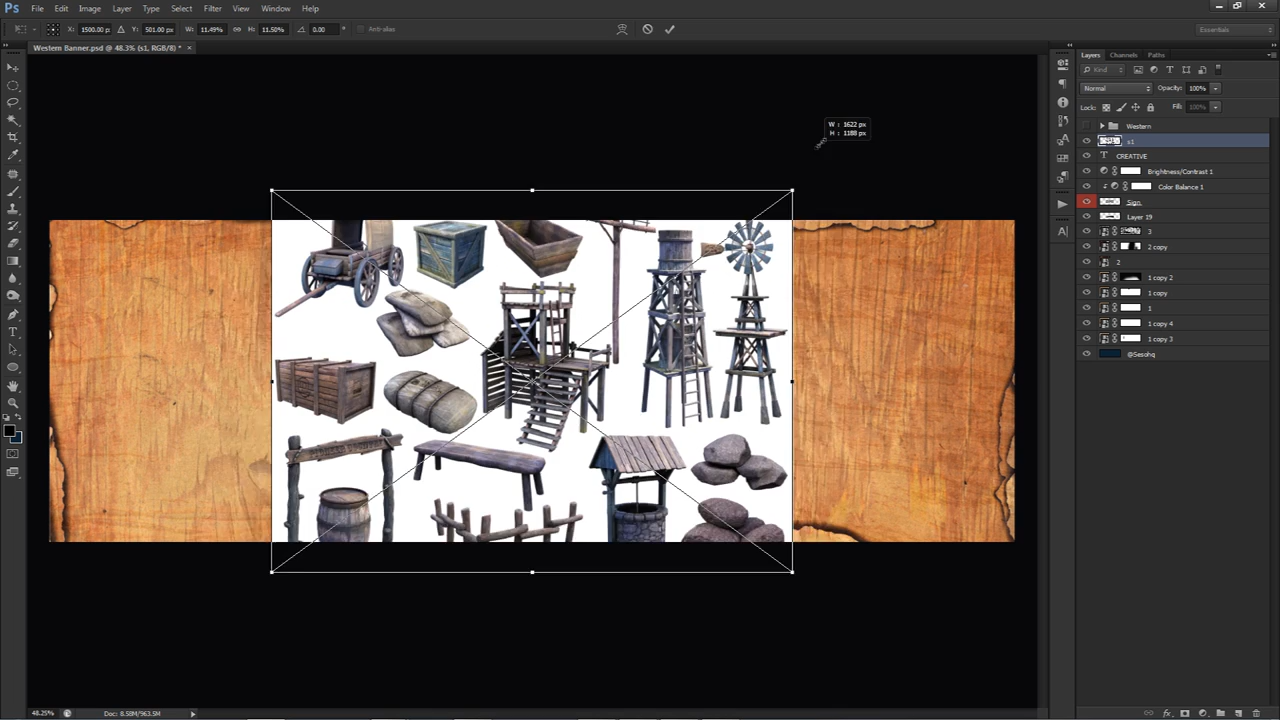 Ps File Edit Image Layer Type Select Filter View Window Help
X: 1500.00 p Y: 501.00 px W: 11.49% H: 11.50% 0.00 ° Anti-alias Essentials
Western Banner.psd @ 48.3% (s1, RGB/8) * ×
Layers Channels Paths
Kind
Normal Opacity: 100%
Lock: Fill: 100%
W : 1622 px
H : 1188 px
Western
s1
T CREATIVE
Brightness/Contrast 1
Color Balance 1
Sign
Layer 19
3
2 copy
2
1 copy 2
1 copy
1
1 copy 4
1 copy 3
@Sesohq
48.25% Doc: 8.58M/963.5M
fx